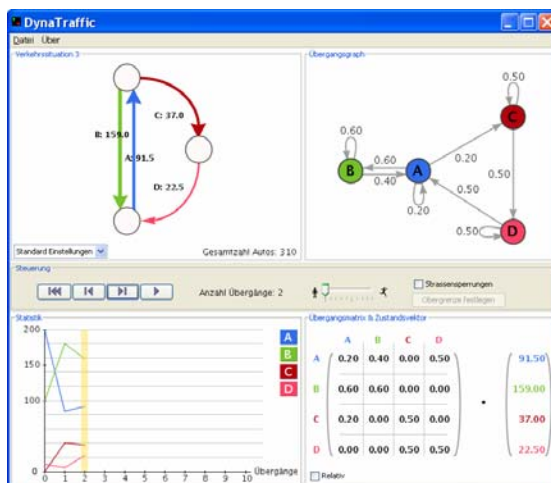 DynaTraffic
Datei Über
Verkehrssituation 3
C: 37.0
B: 159.0
A: 91.5
D: 22.5
Standard Einstellungen
Gesamtzahl Autos: 310
Übergangsgraph
0.50
C
0.60
0.60
0.20
B
A
0.40
0.50
0.50
0.20
0.50
D
Steuerung
Anzahl Übergänge: 2
Strassensperrungen
Obergrenze festlegen
Statistik
200
150
100
0
0 1 2 3 4 5 6 7 8 9 10 Übergänge
A
B
C
D
Übergangsmatrix & Zustandsvektor
A B C D
A 0.20 0.40 0.00 0.50 91.50
B 0.60 0.60 0.00 0.00 159.00
C 0.20 0.00 0.50 0.00 37.00
D 0.00 0.00 0.50 0.50 22.50
Relativ